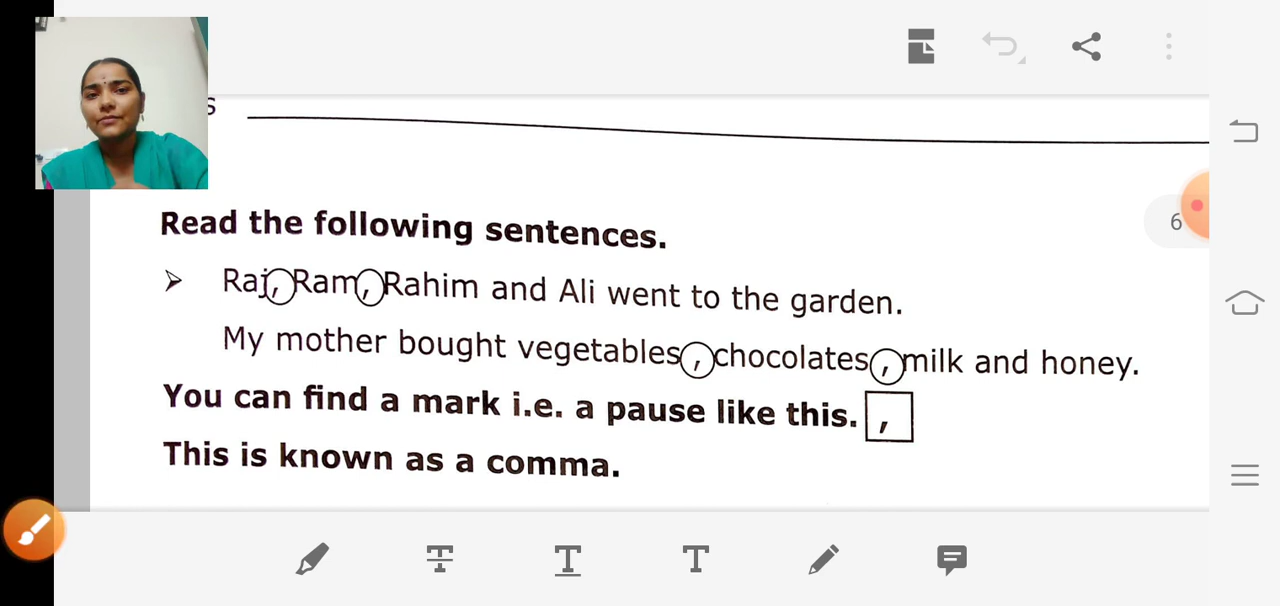 s
Read the following sentences.
➢ Raj, Ram, Rahim and Ali went to the garden.
My mother bought vegetables, chocolates, milk and honey.
You can find a mark i.e. a pause like this. ,
This is known as a comma.
6
T
T
T